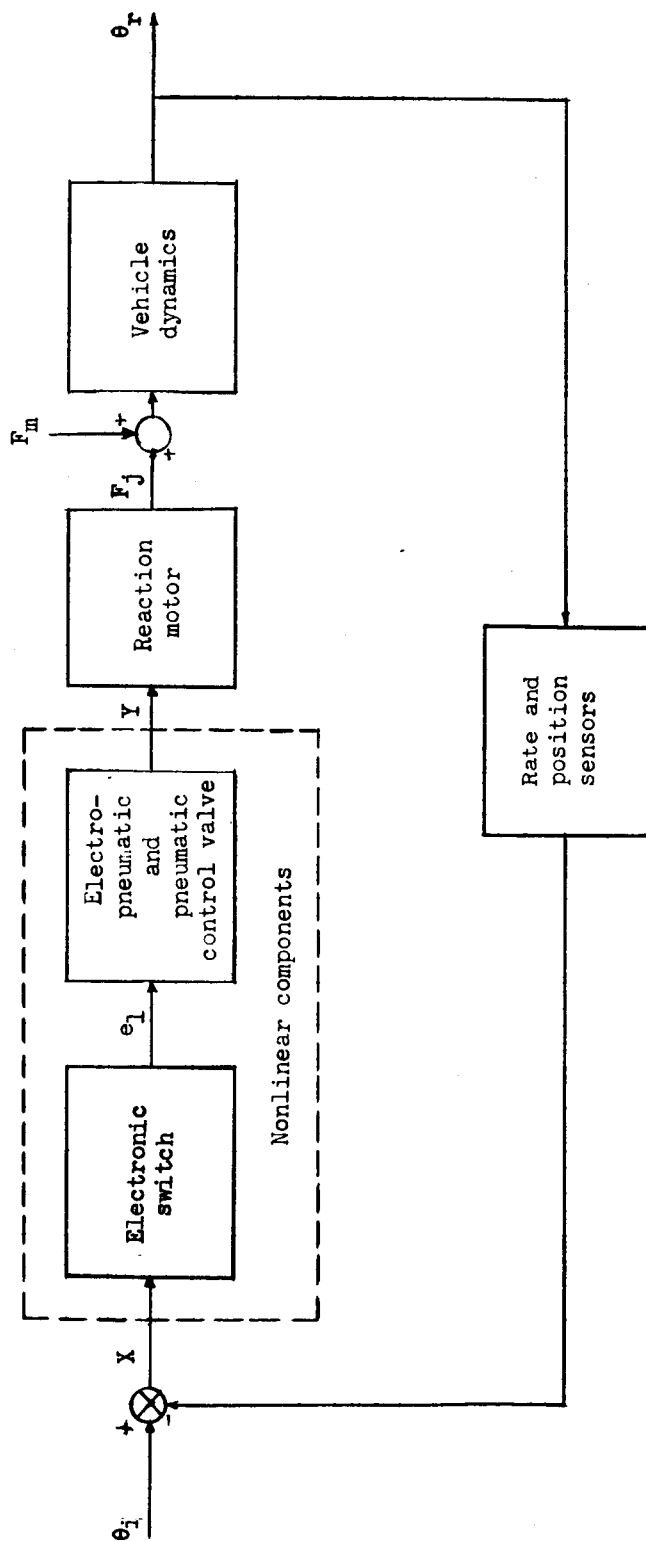 θi
+
-
X
Electronic
switch
e1
Electro-
pneumatic
and
pneumatic
control valve
Nonlinear components
Y
Reaction
motor
Fj
+
Fm
+
Vehicle
dynamics
θr
Rate and
position
sensors